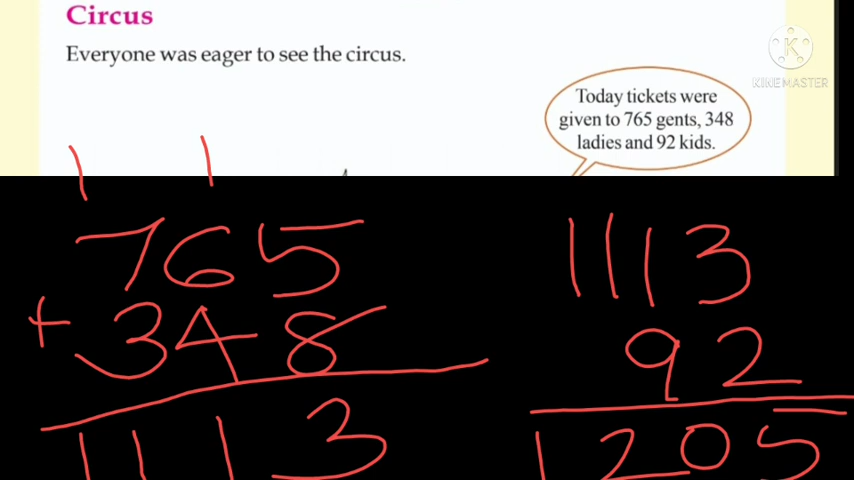 Circus
Everyone was eager to see the circus.
KINEMASTER
Today tickets were
given to 765 gents, 348
ladies and 92 kids.
1 1
765
+ 348
1113
1113
92
1205